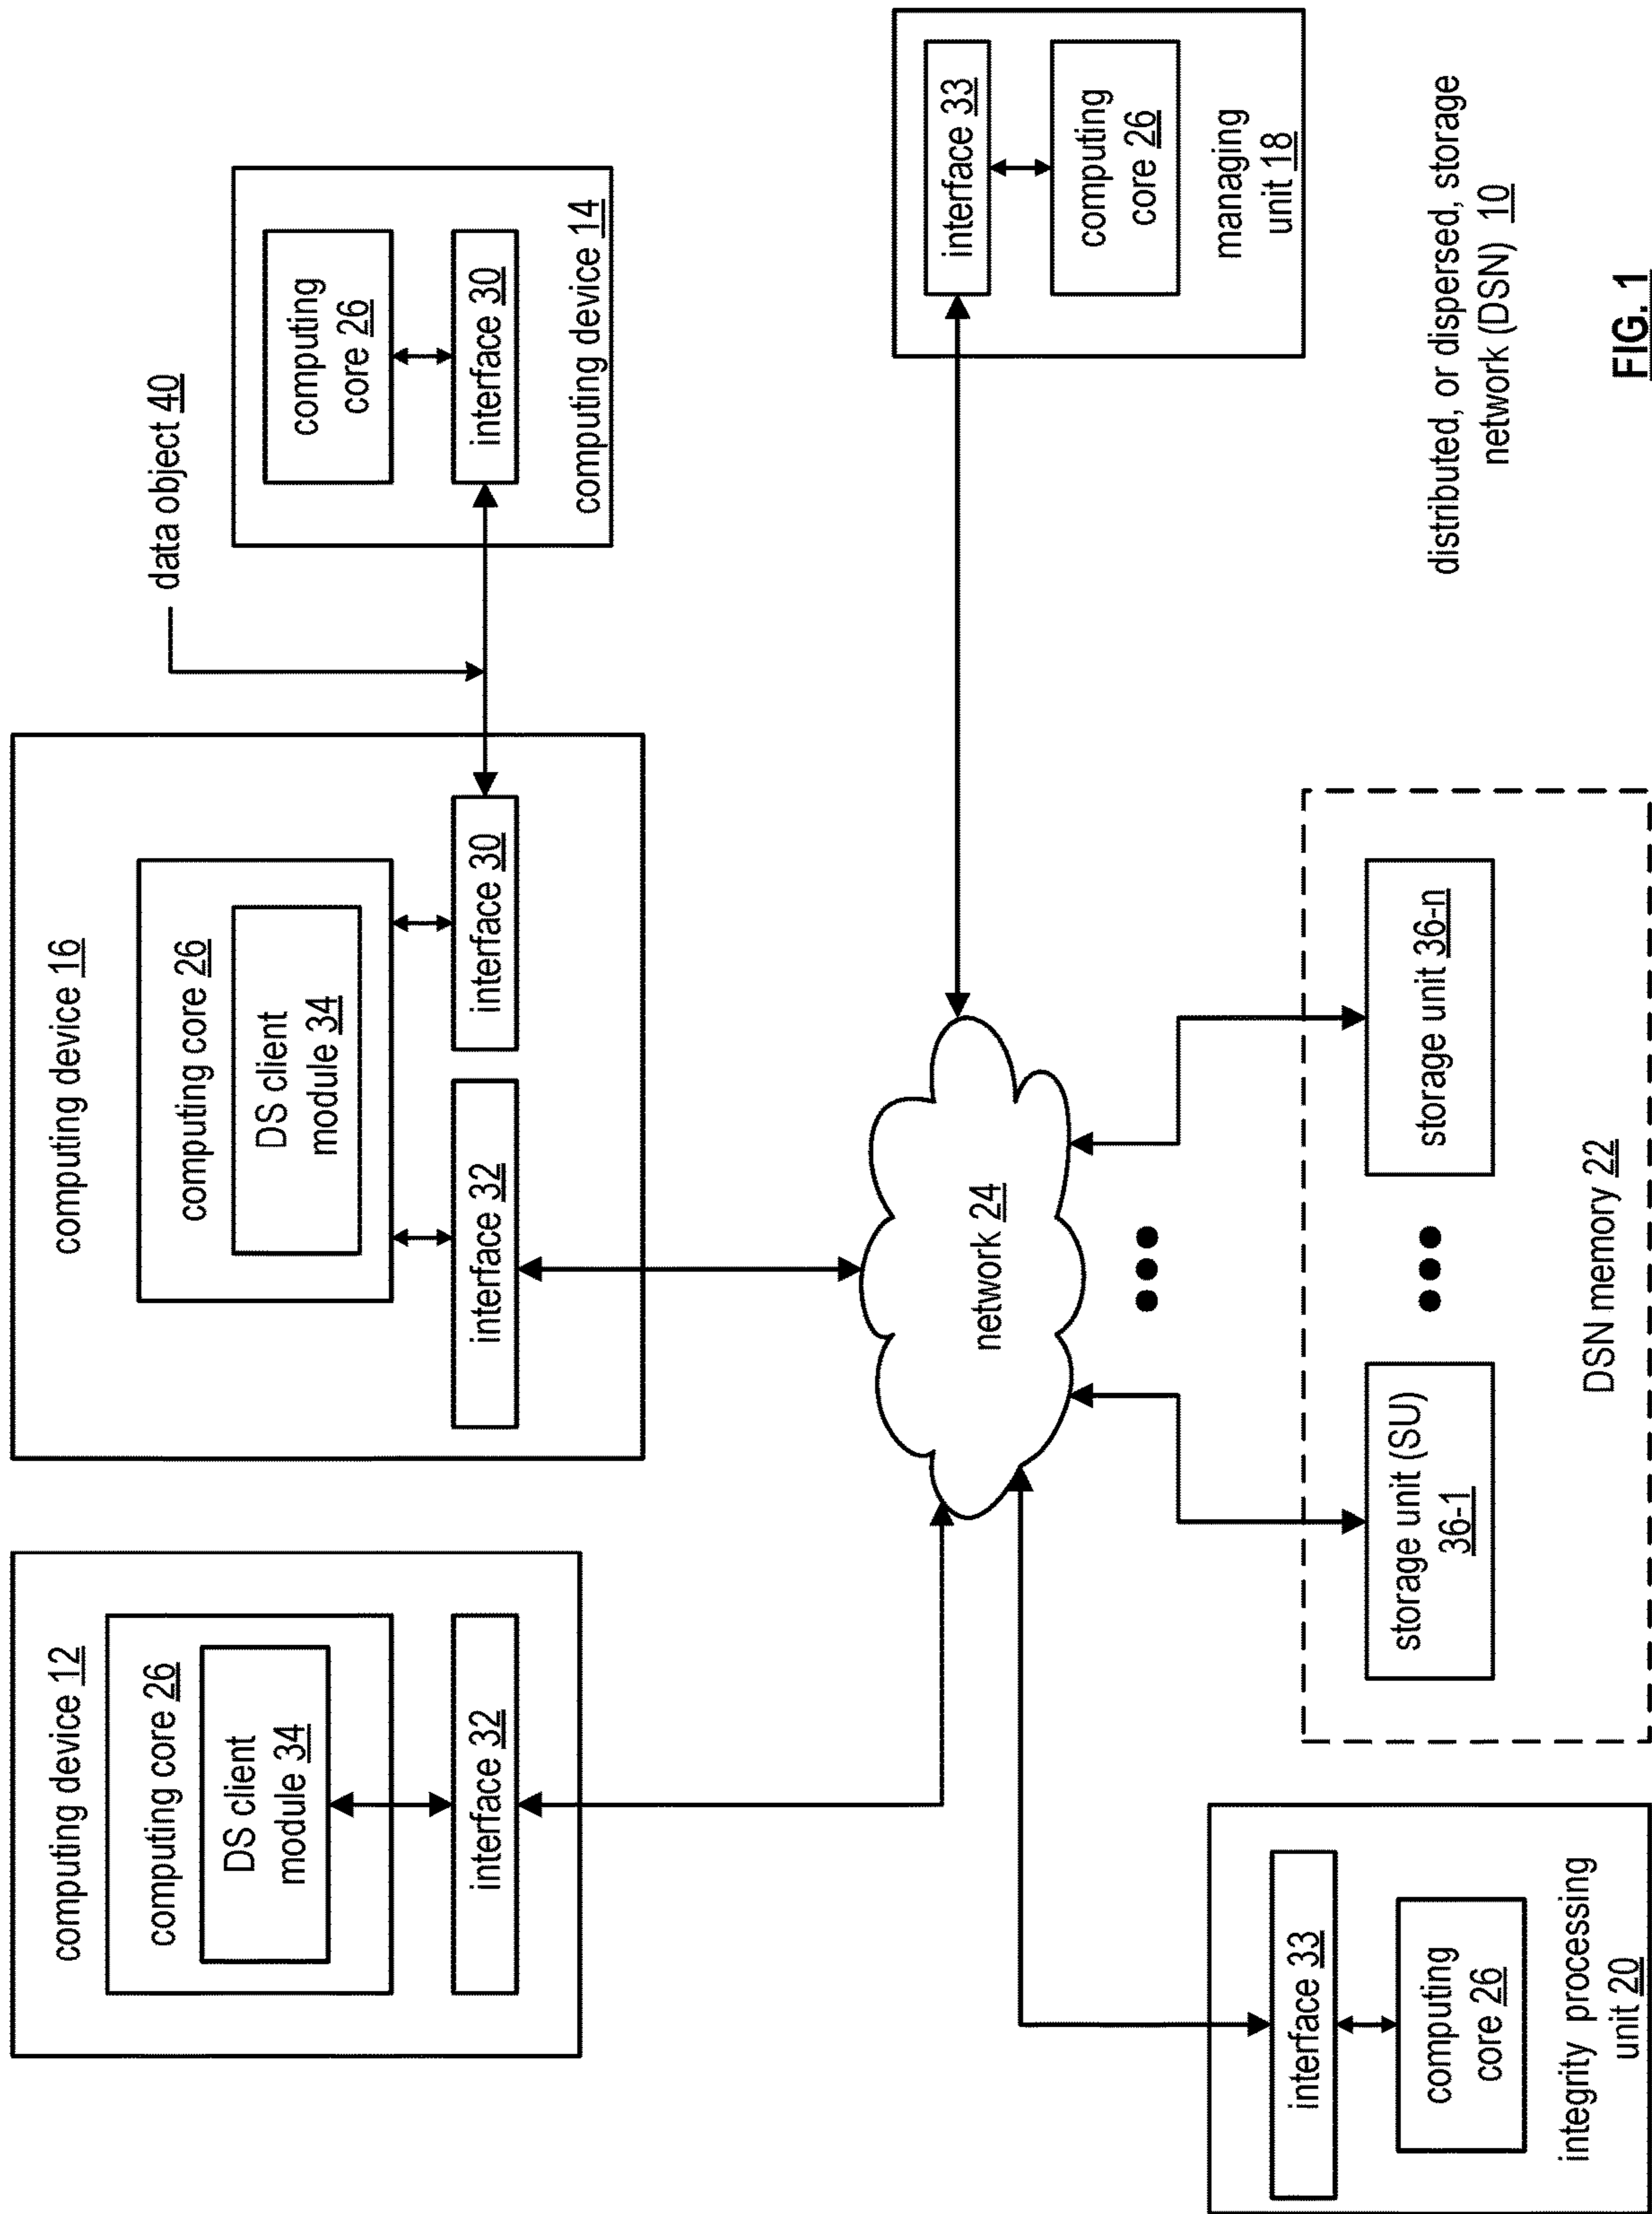 computing device 12
computing core 26
DS client
module 34
interface 32
computing device 16
computing core 26
DS client
module 34
interface 32
interface 30
data object 40
computing
core 26
interface 30
computing device 14
network 24
interface 33
computing
core 26
managing
unit 18
interface 33
computing
core 26
integrity processing
unit 20
storage unit (SU)
36-1
storage unit 36-n
DSN memory 22
distributed, or dispersed, storage
network (DSN) 10
FIG. 1